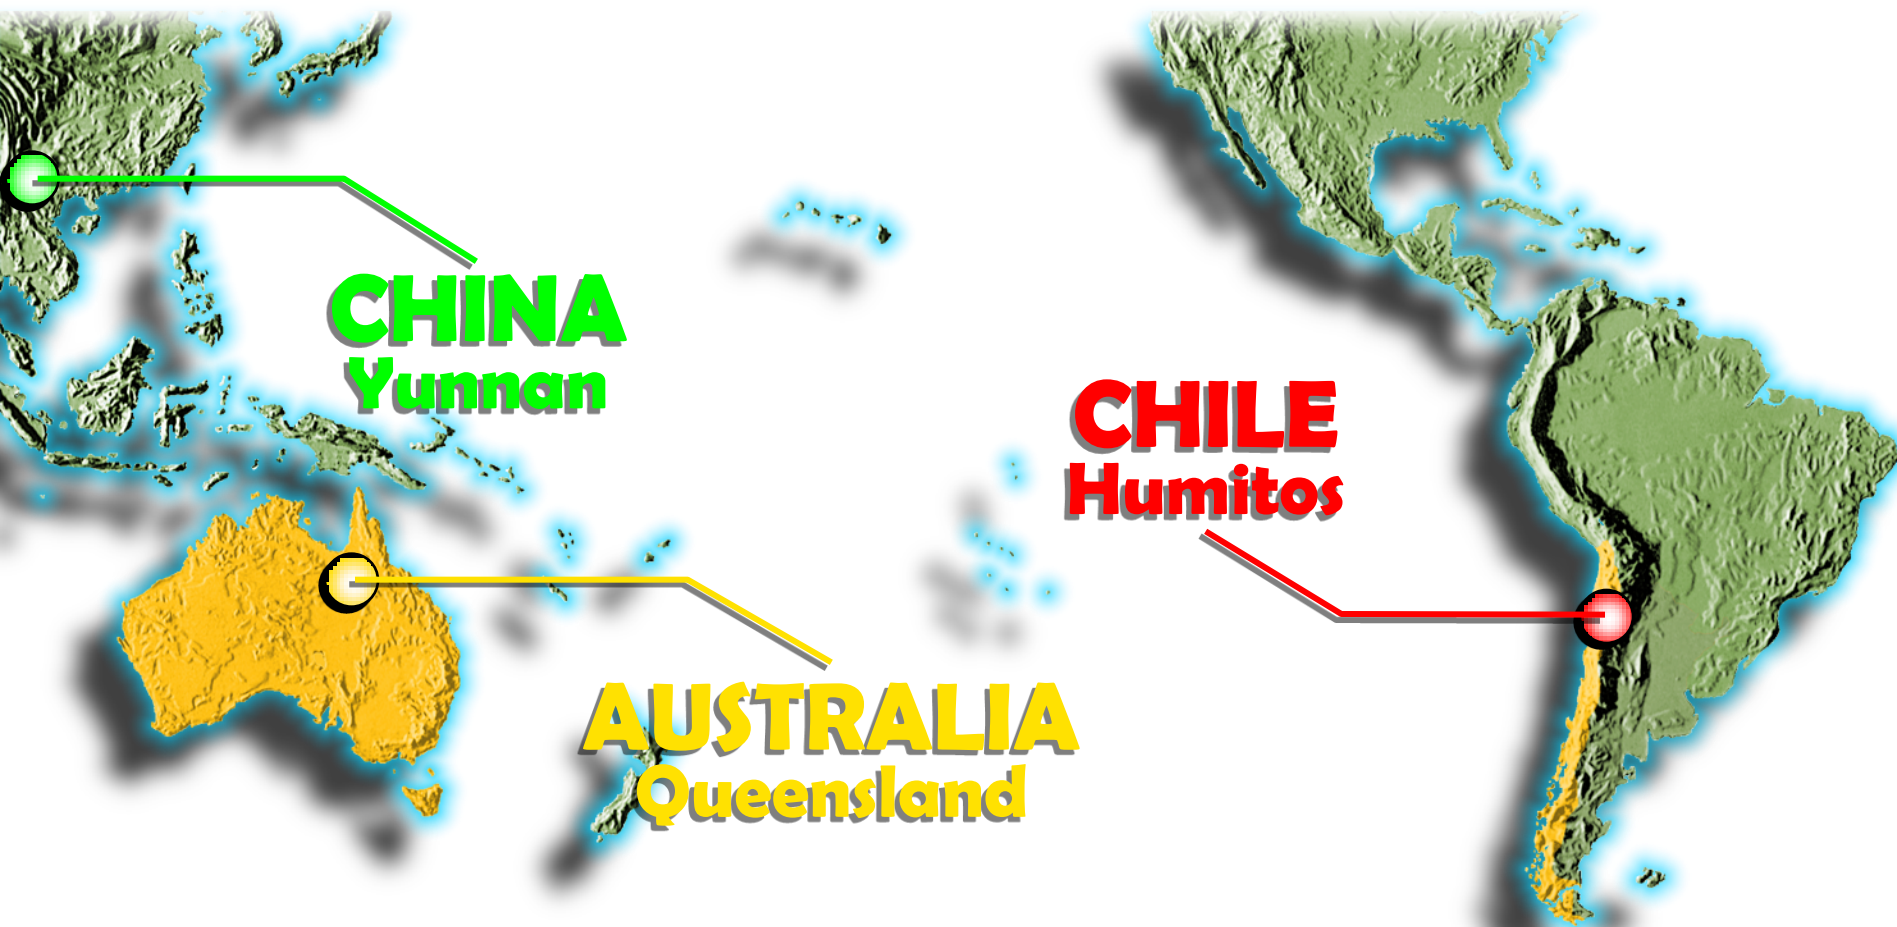 CHINA
Yunnan
CHILE
Humitos
AUSTRALIA
Queensland